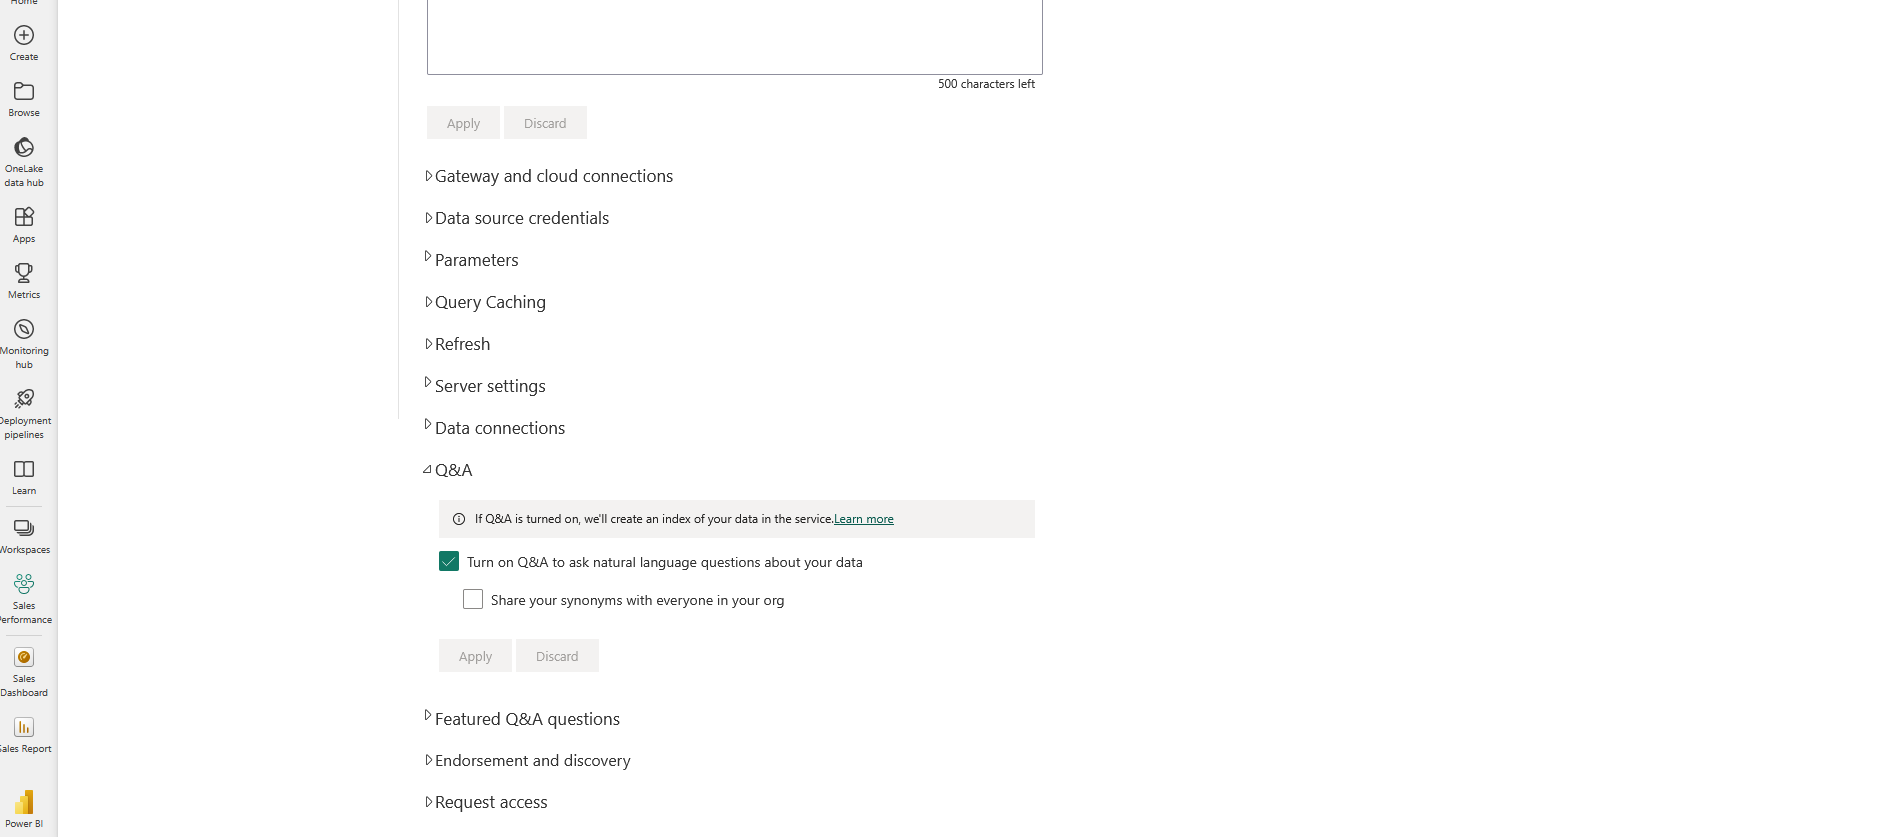 Home
Create
Browse
OneLake
data hub
Apps
Metrics
Monitoring
hub
Deployment
pipelines
Learn
Workspaces
Sales
Performance
Sales
Dashboard
Sales Report
Power BI
500 characters left
Apply
Discard
Gateway and cloud connections
Data source credentials
Parameters
Query Caching
Refresh
Server settings
Data connections
Q&A
If Q&A is turned on, we'll create an index of your data in the service.Learn more
Turn on Q&A to ask natural language questions about your data
Share your synonyms with everyone in your org
Apply
Discard
Featured Q&A questions
Endorsement and discovery
Request access